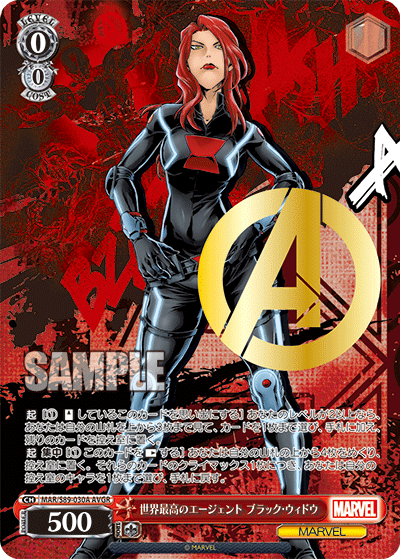 LEVEL
0
0
COST
A
SAMPLE
起 [(1) しているこのカードを思い出にする] あなたのレベルが2以上なら、
あなたは自分の山札を上から3枚まで見て、カードを1枚まで選び、手札に加え、
残りのカードを控え室に置く。
起 集中 [(1) このカードを する] あなたは自分の山札の上から4枚をめくり、
控え室に置く。それらのカードのクライマックス1枚につき、あなたは自分の
控え室のキャラを1枚まで選び、手札に戻す。
CH MAR/S89-030A AVGR
500
世界最高のエージェント ブラック・ウィドウ
MARVEL
MARVEL
© MARVEL